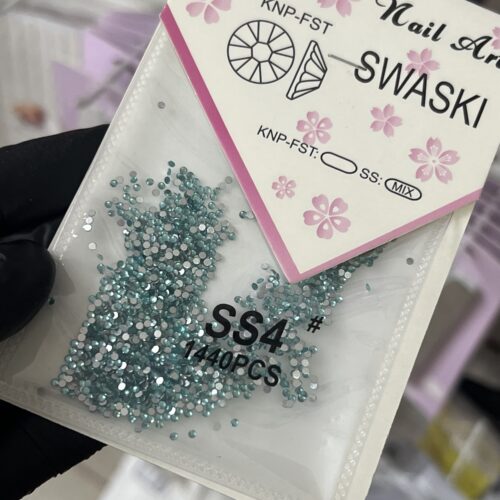 KNP-FST
Nail Art
SWASKI
KNP-FST: SS: MIX
SS4 #
1440PCS